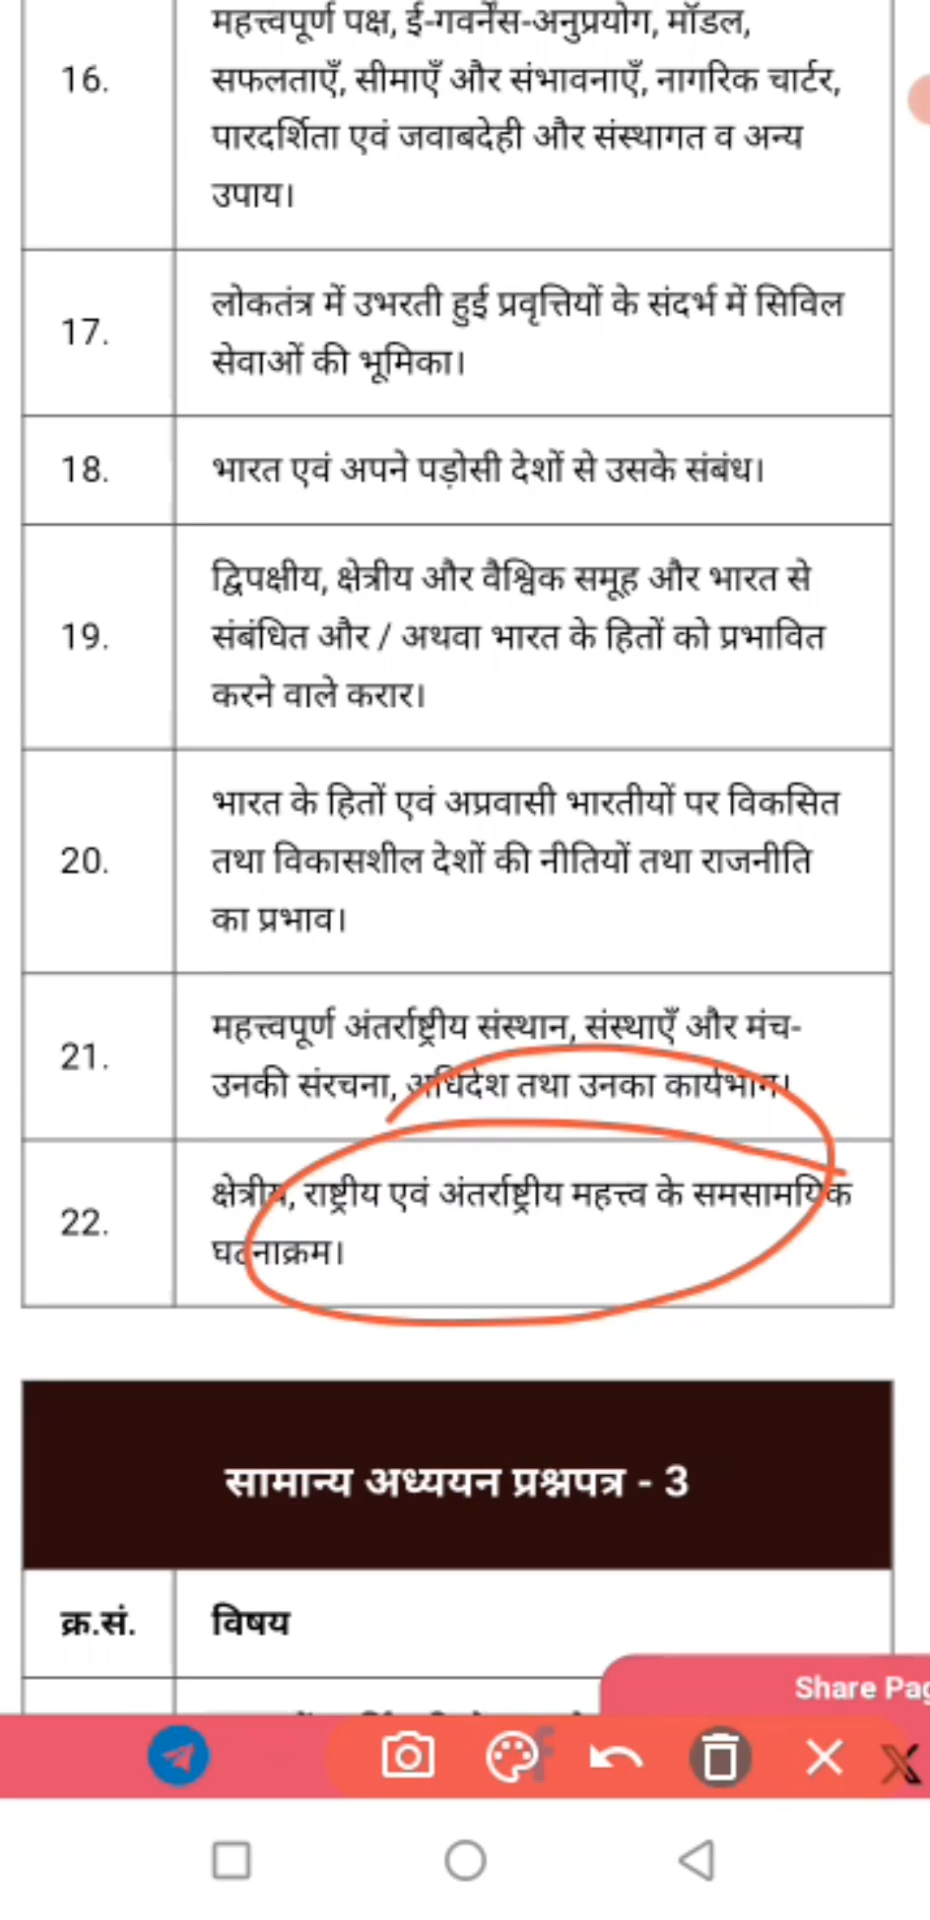 महत्त्वपूर्ण पक्ष, ई-गवर्नेंस-अनुप्रयोग, मॉडल,
16.
सफलताएँ, सीमाएँ और संभावनाएँ, नागरिक चार्टर,
पारदर्शिता एवं जवाबदेही और संस्थागत व अन्य
उपाय।
17.
लोकतंत्र में उभरती हुई प्रवृत्तियों के संदर्भ में सिविल
सेवाओं की भूमिका।
18.
भारत एवं अपने पड़ोसी देशों से उसके संबंध।
19.
द्विपक्षीय, क्षेत्रीय और वैश्विक समूह और भारत से
संबंधित और / अथवा भारत के हितों को प्रभावित
करने वाले करार।
20.
भारत के हितों एवं अप्रवासी भारतीयों पर विकसित
तथा विकासशील देशों की नीतियों तथा राजनीति
का प्रभाव।
21.
महत्त्वपूर्ण अंतर्राष्ट्रीय संस्थान, संस्थाएँ और मंच-
उनकी संरचना, अधिदेश तथा उनका कार्यभाग।
22.
क्षेत्रीय, राष्ट्रीय एवं अंतर्राष्ट्रीय महत्त्व के समसामयिक
घटनाक्रम।
सामान्य अध्ययन प्रश्नपत्र - 3
क्र.सं. विषय
Share Pag